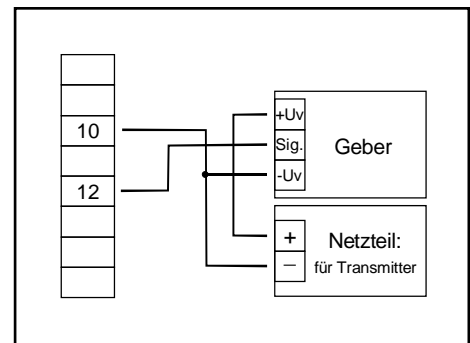 10
12
+Uv
Sig.
-Uv
Geber
+
−
Netzteil:
für Transmitter